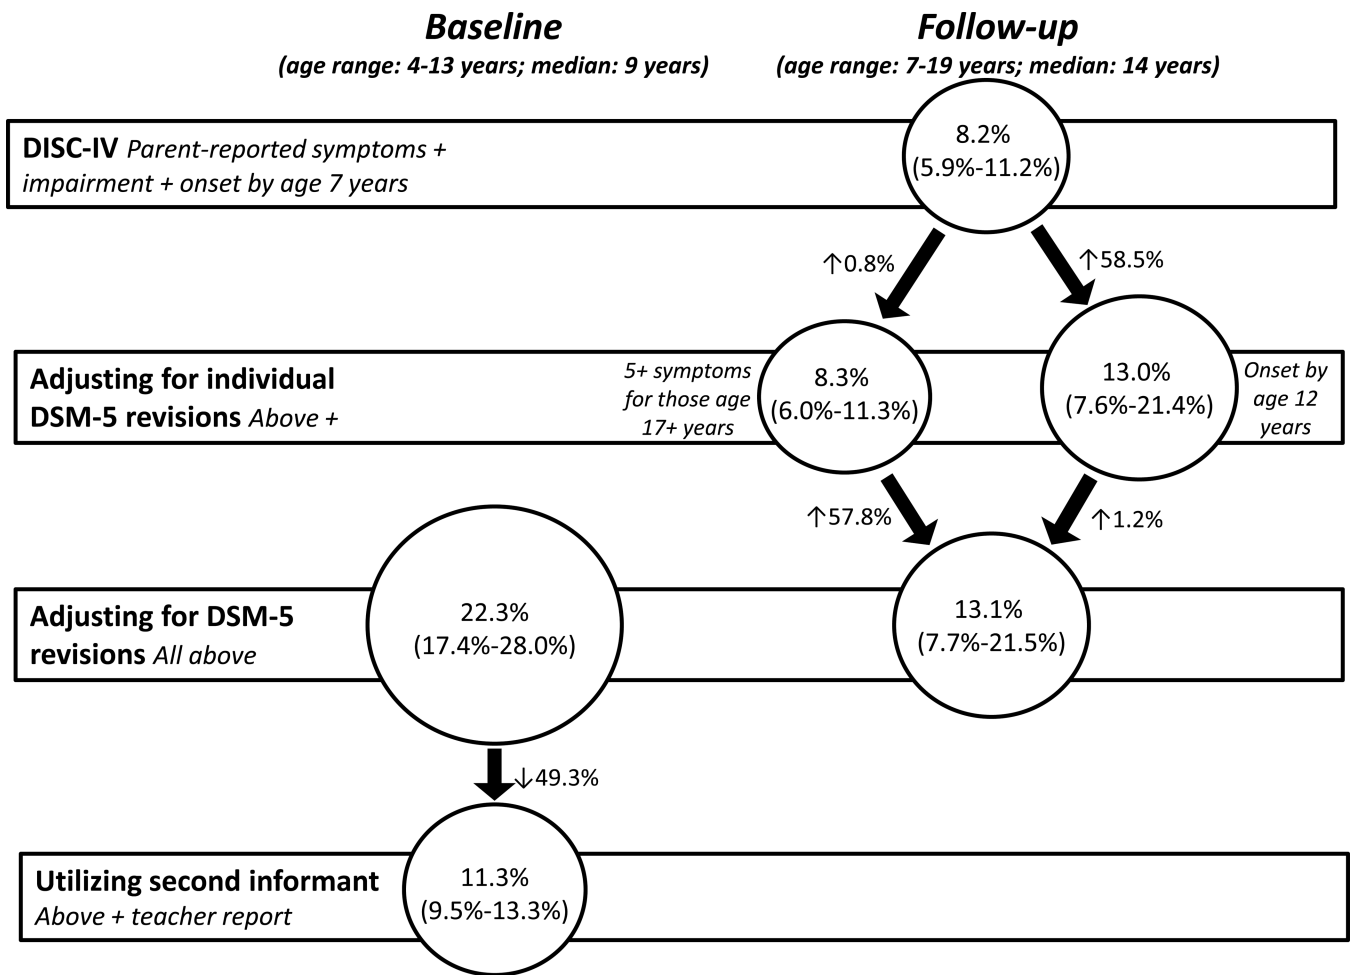 Baseline
(age range: 4-13 years; median: 9 years)
Follow-up
(age range: 7-19 years; median: 14 years)
DISC-IV Parent-reported symptoms +
impairment + onset by age 7 years
8.2%
(5.9%-11.2%)
↑0.8%
↑58.5%
Adjusting for individual
DSM-5 revisions Above +
5+ symptoms
for those age
17+ years
8.3%
(6.0%-11.3%)
13.0%
(7.6%-21.4%)
Onset by
age 12
years
↑57.8%
↑1.2%
Adjusting for DSM-5
revisions All above
22.3%
(17.4%-28.0%)
13.1%
(7.7%-21.5%)
↓49.3%
Utilizing second informant
Above + teacher report
11.3%
(9.5%-13.3%)